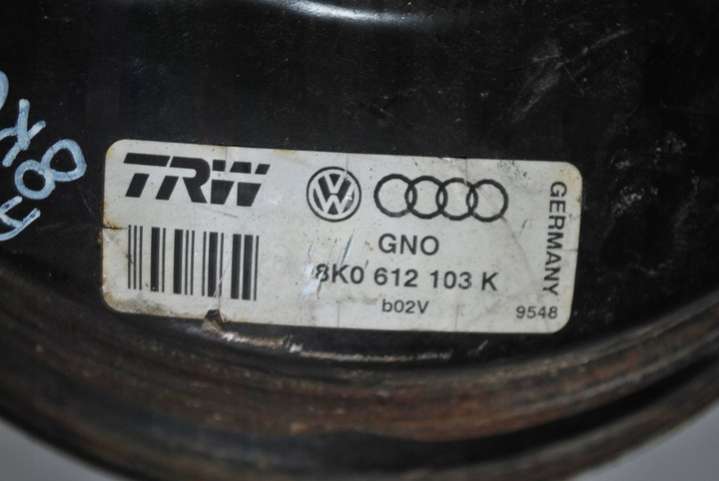 TRW
GERMANY
GNO
8K0 612 103 K
b02V
9548